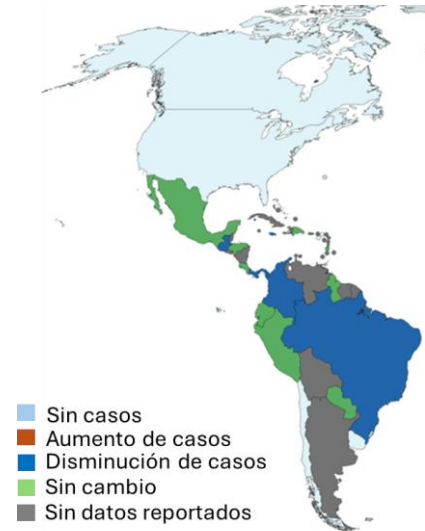 Sin casos
Aumento de casos
Disminución de casos
Sin cambio
Sin datos reportados